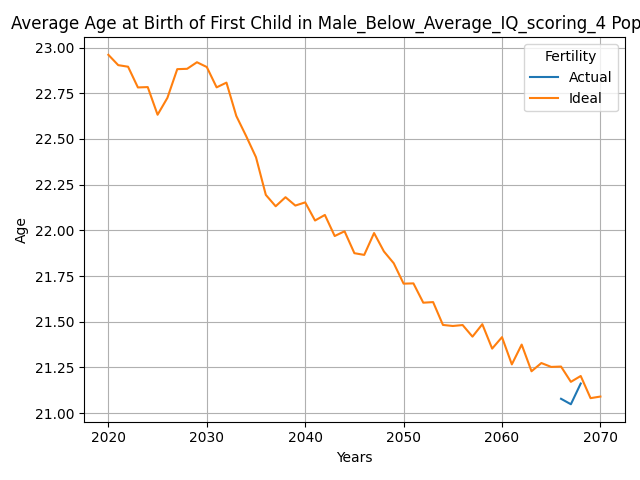 Average Age at Birth of First Child in Male_Below_Average_IQ_scoring_4 Pop
Fertility
Actual
Ideal
23.00
22.75
22.50
22.25
22.00
21.75
21.50
21.25
21.00
Age
2020 2030 2040 2050 2060 2070
Years